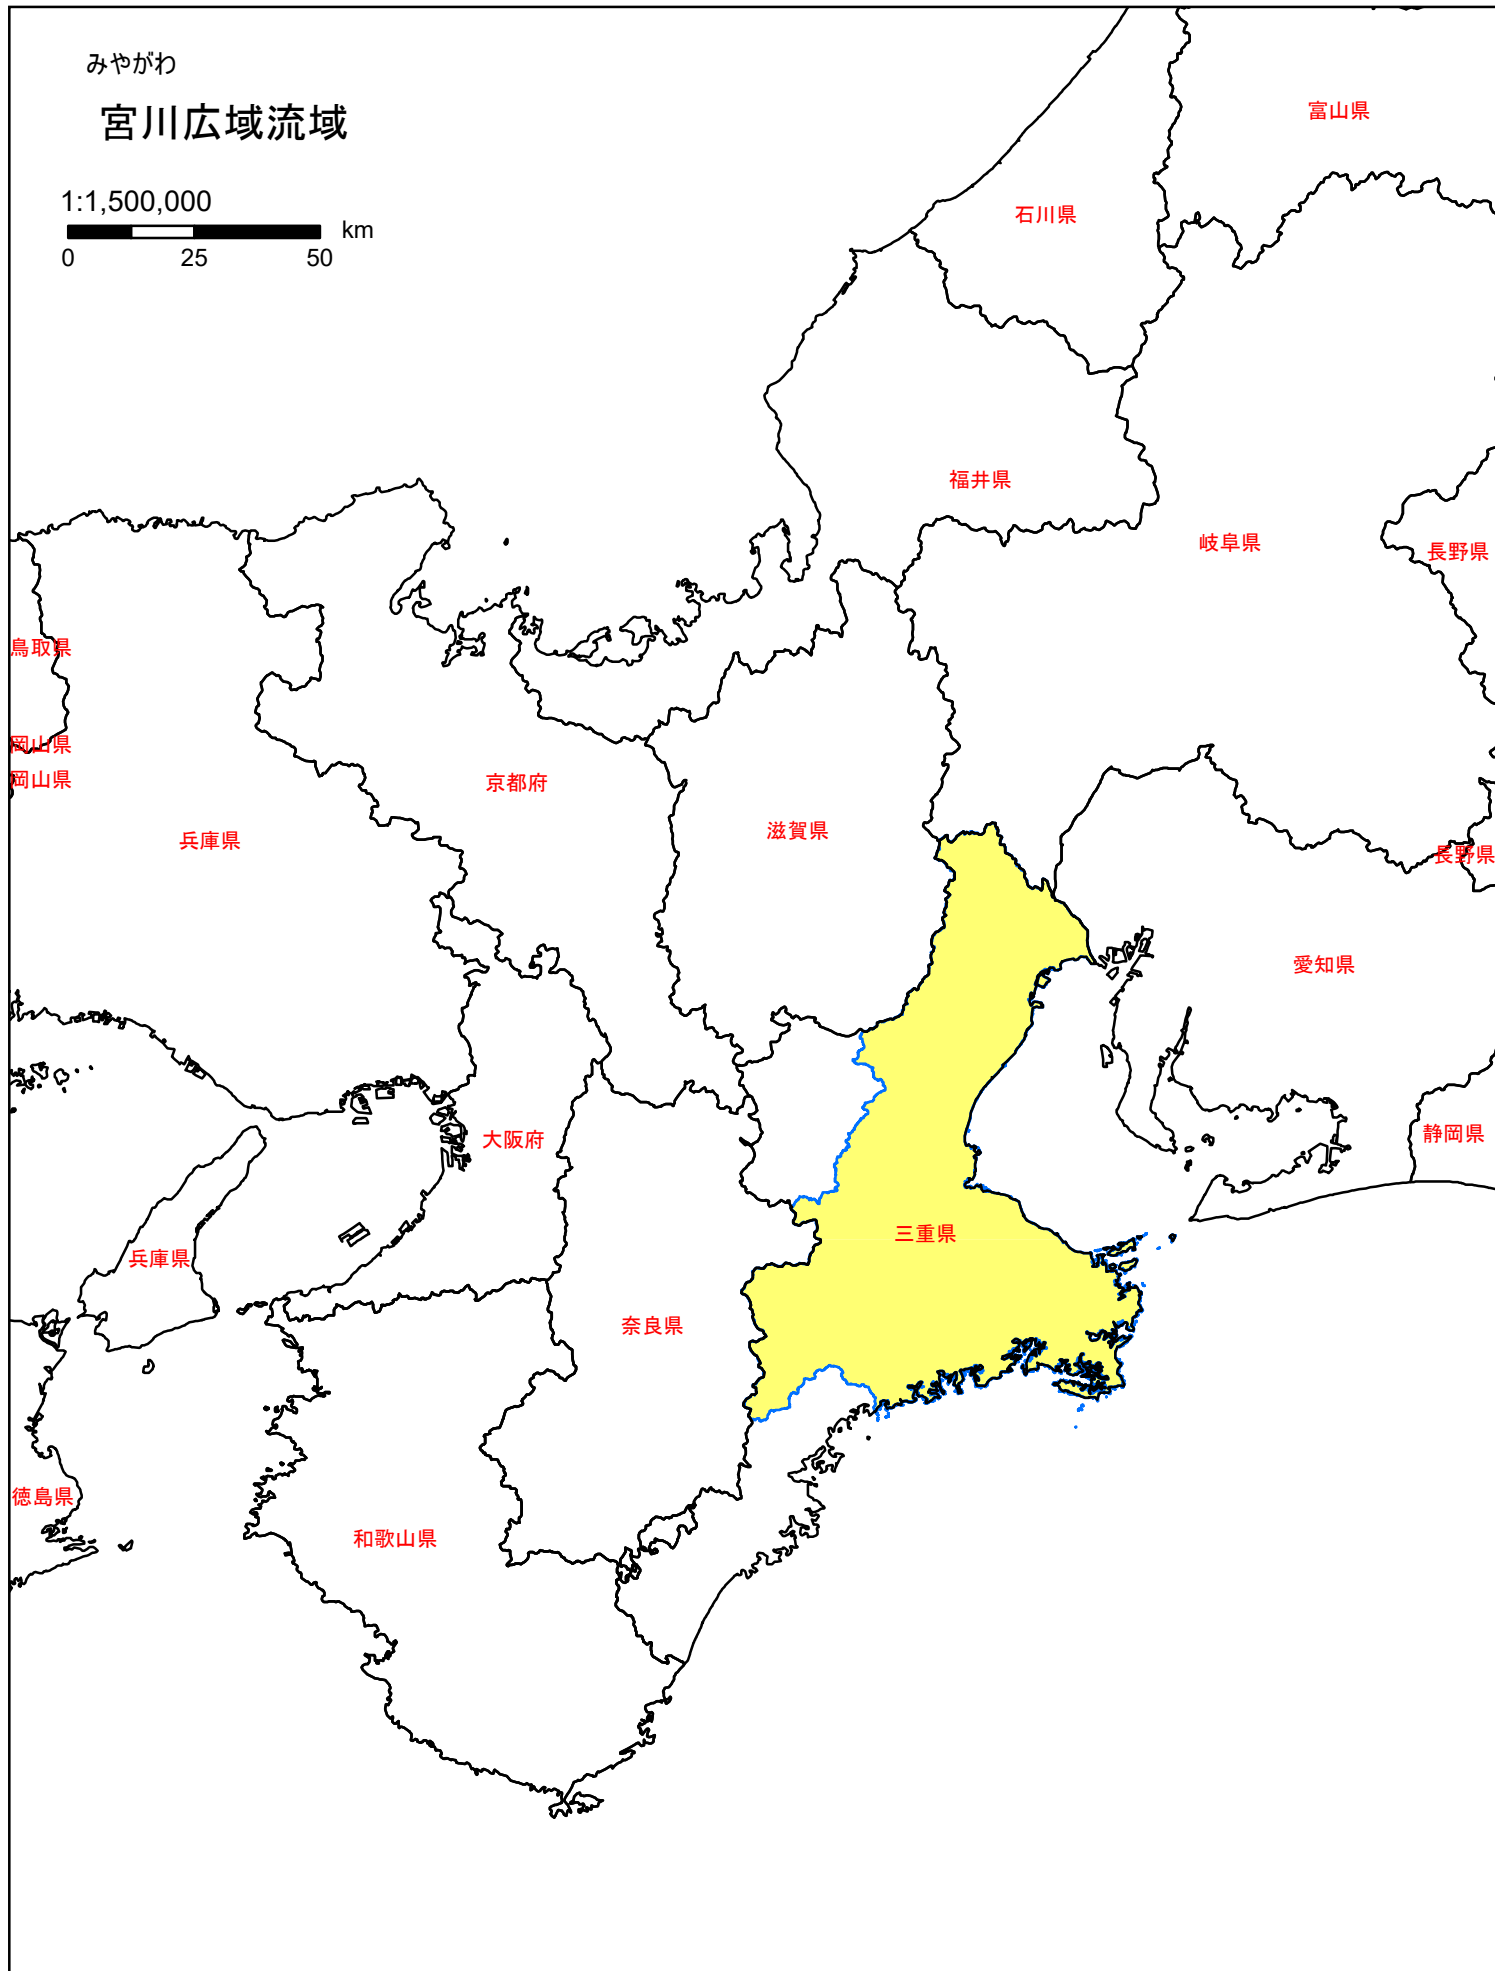 みやがわ
宮川広域流域
1:1,500,000
km
0 25 50
富山県
石川県
福井県
岐阜県
長野県
鳥取県
岡山県
岡山県
京都府
兵庫県
滋賀県
長野県
愛知県
大阪府
静岡県
三重県
兵庫県
奈良県
徳島県
和歌山県